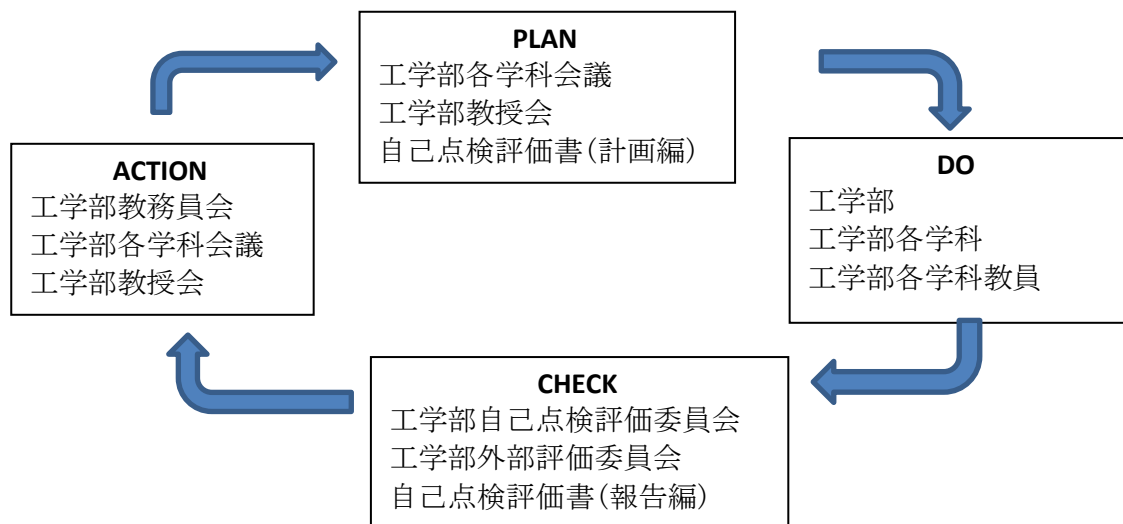 PLAN
工学部各学科会議
工学部教授会
自己点検評価書(計画編)
DO
工学部
工学部各学科
工学部各学科教員
CHECK
工学部自己点検評価委員会
工学部外部評価委員会
自己点検評価書(報告編)
ACTION
工学部教務員会
工学部各学科会議
工学部教授会